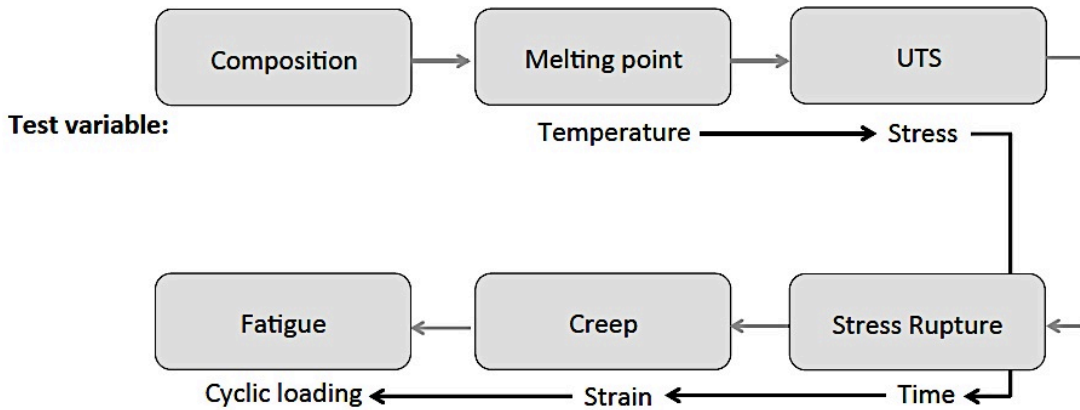 Composition
Melting point
UTS
Test variable:
Temperature
Stress
Fatigue
Creep
Stress Rupture
Cyclic loading
Strain
Time